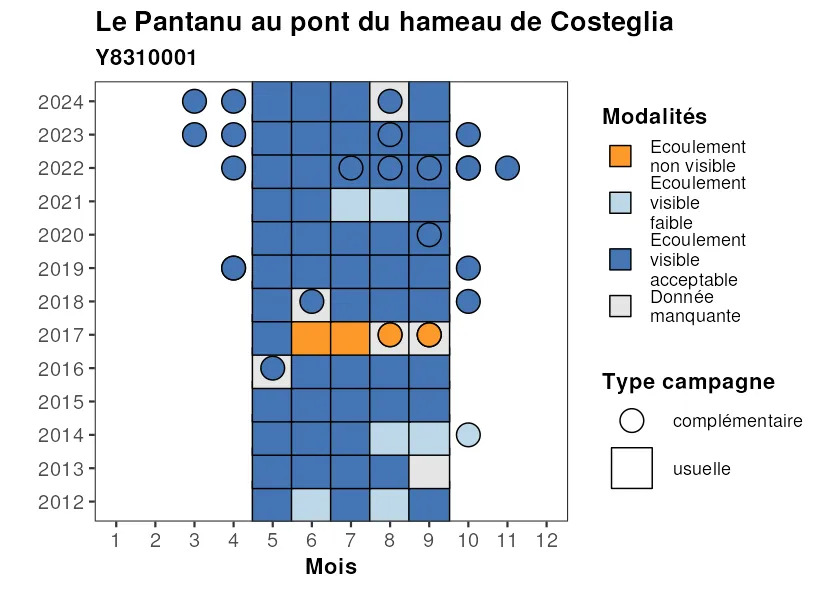 Le Pantanu au pont du hameau de Costeglia
Y8310001
2024
2023
2022
2021
2020
2019
2018
2017
2016
2015
2014
2013
2012
1 2 3 4 5 6 7 8 9 10 11 12
Mois
Modalités
Ecoulement
non visible
Ecoulement
visible
faible
Ecoulement
visible
acceptable
Donnée
manquante
Type campagne
complémentaire
usuelle